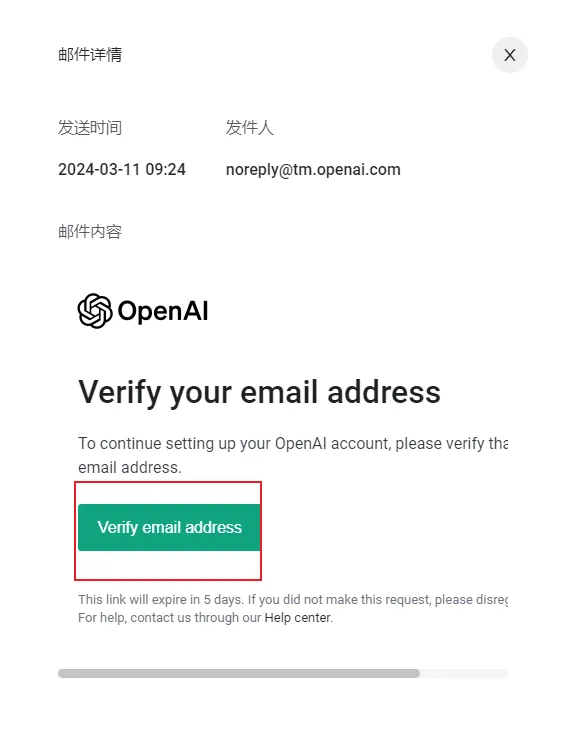 邮件详情
X
发送时间 发件人
2024-03-11 09:24 noreply@tm.openai.com
邮件内容
OpenAI
Verify your email address
To continue setting up your OpenAI account, please verify tha
email address.
Verify email address
This link will expire in 5 days. If you did not make this request, please disreg
For help, contact us through our Help center.